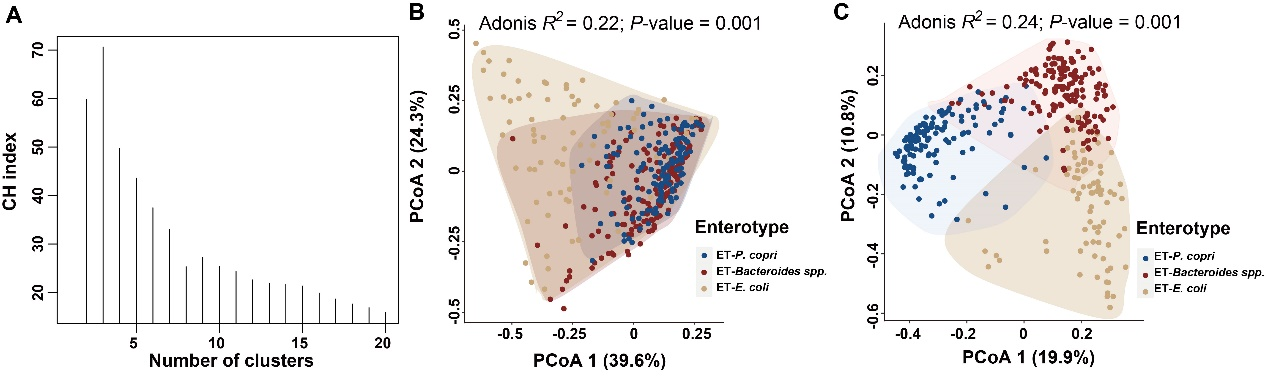 A
CH index
70
60
50
40
30
20
5
10
15
20
Number of clusters
B
Adonis R² = 0.22; P-value = 0.001
PCoA 2 (24.3%)
0.5
0.25
0
-0.25
-0.5
-0.5
-0.25
0
0.25
PCoA 1 (39.6%)
Enterotype
ET-P. copri
ET-Bacteroides spp.
ET-E. coli
C
Adonis R² = 0.24; P-value = 0.001
PCoA 2 (10.8%)
0.2
0
-0.2
-0.4
-0.6
-0.4
-0.2
0
0.2
PCoA 1 (19.9%)
Enterotype
ET-P. copri
ET-Bacteroides spp.
ET-E. coli